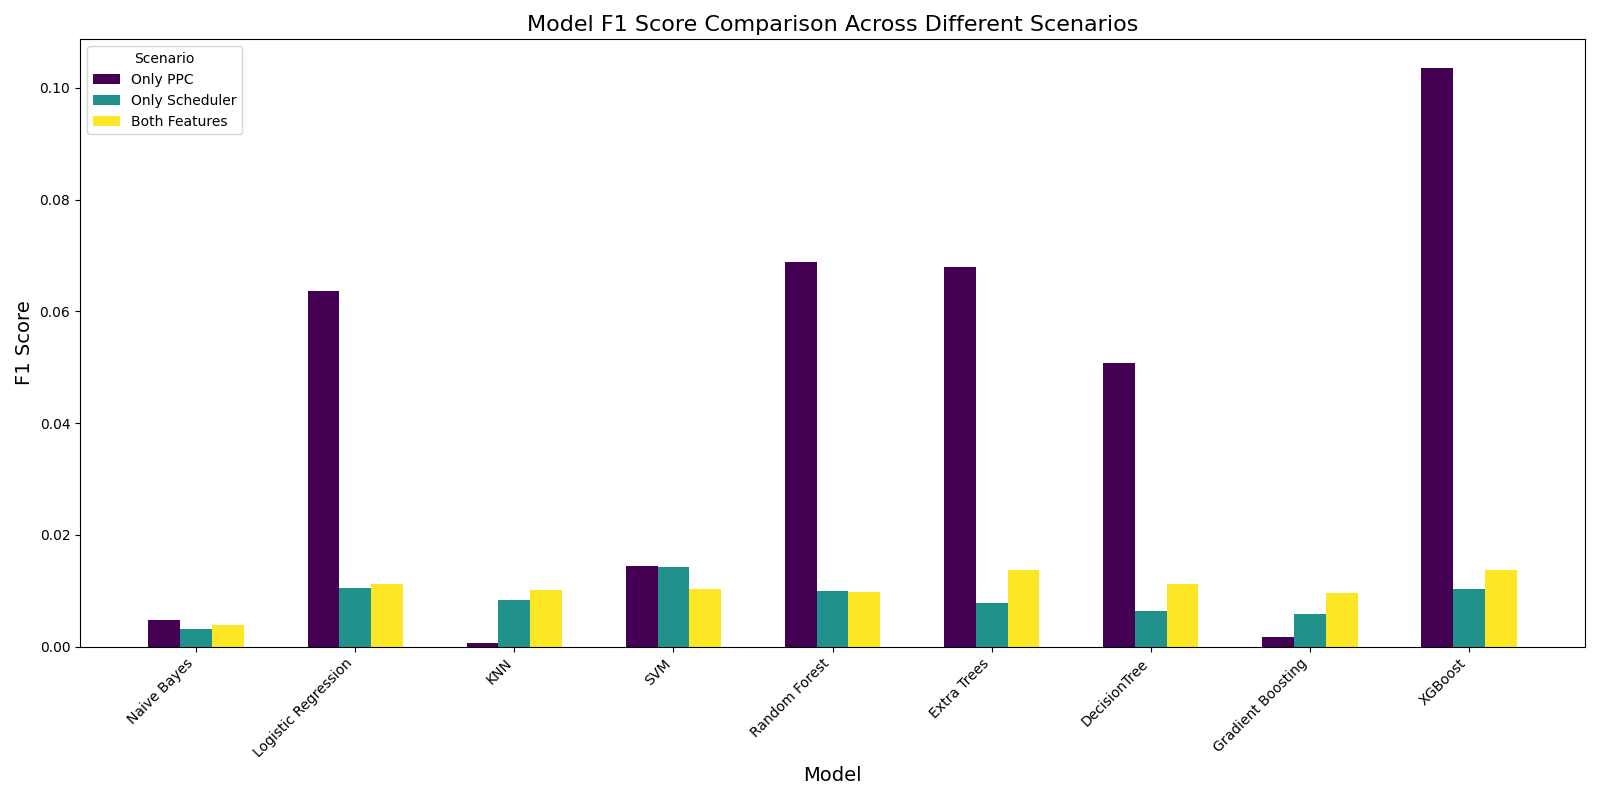 Model F1 Score Comparison Across Different Scenarios
Scenario
Only PPC
Only Scheduler
Both Features
F1 Score
0.10
0.08
0.06
0.04
0.02
0.00
Naive Bayes
Logistic Regression
KNN
SVM
Random Forest
Extra Trees
DecisionTree
Gradient Boosting
XGBoost
Model